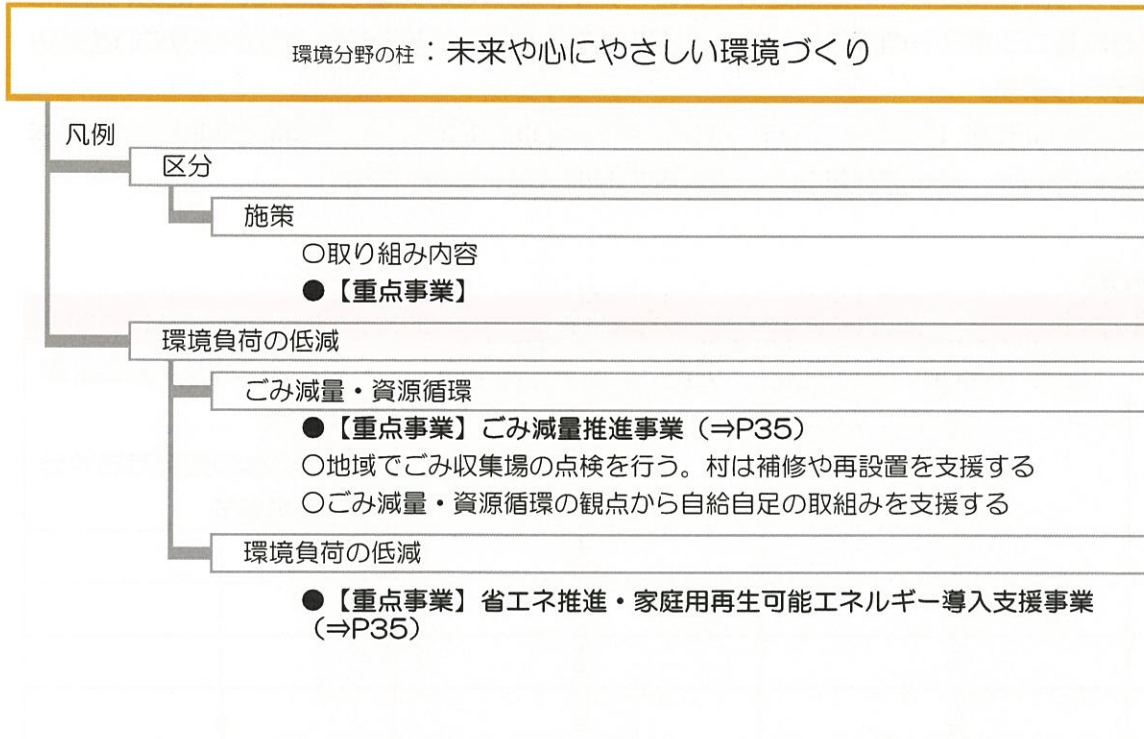 環境分野の柱：未来や心にやさしい環境づくり
凡例
区分
施策
○取り組み内容
●【重点事業】
環境負荷の低減
ごみ減量・資源循環
●【重点事業】ごみ減量推進事業（⇒P35）
○地域でごみ収集場の点検を行う。村は補修や再設置を支援する
○ごみ減量・資源循環の観点から自給自足の取組みを支援する
環境負荷の低減
●【重点事業】省エネ推進・家庭用再生可能エネルギー導入支援事業
（⇒P35）